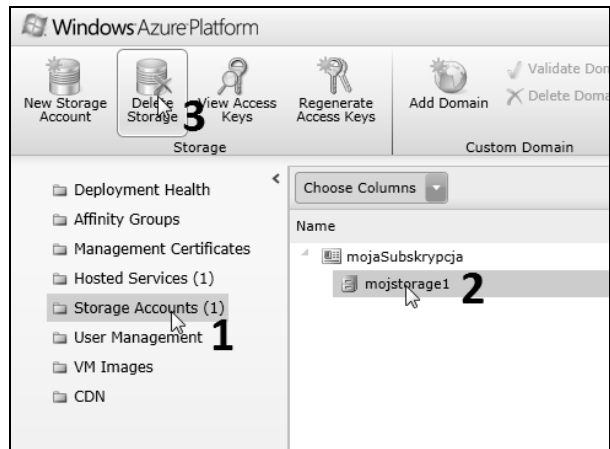 Windows Azure Platform
New Storage Account
Delete Storage
View Access Keys
Regenerate Access Keys
Add Domain
Validate Dom
Delete Doma
3
Storage
Custom Domain
Deployment Health
Affinity Groups
Management Certificates
Hosted Services (1)
Storage Accounts (1)
1
User Management
VM Images
CDN
Choose Columns
Name
mojaSubskrypcja
mojstorage1
2